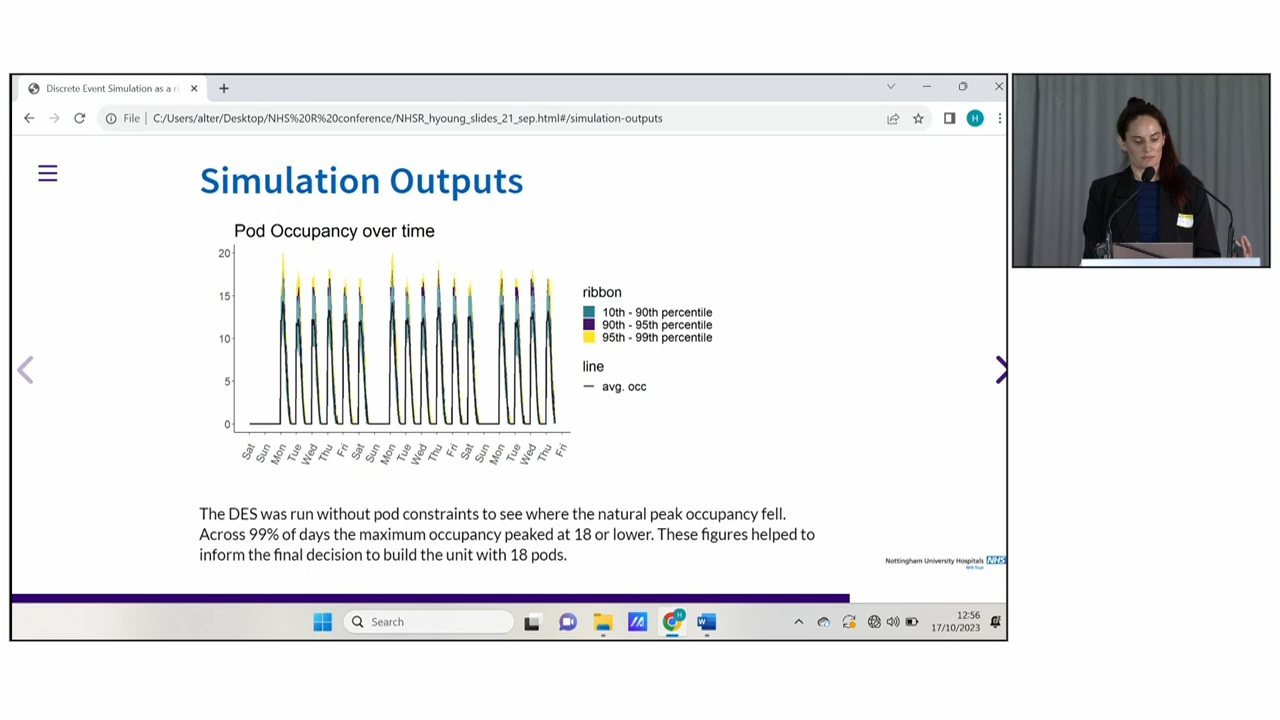 Discrete Event Simulation as a ri
File
C:/Users/alter/Desktop/NHS%20R%20conference/NHSR_hyoung_slides_21_sep.html#/simulation-outputs
H
Simulation Outputs
Pod Occupancy over time
20
15
10
5
0
Sat Sun Mon Tue Wed Thu Fri Sat Sun Mon Tue Wed Thu Fri Sat Sun Mon Tue Wed Thu Fri
ribbon
10th - 90th percentile
90th - 95th percentile
95th - 99th percentile
line
avg. occ
The DES was run without pod constraints to see where the natural peak occupancy fell.
Across 99% of days the maximum occupancy peaked at 18 or lower. These figures helped to
inform the final decision to build the unit with 18 pods.
Nottingham University Hospitals NHS
NHS Trust
Search
H
W
12:56
17/10/2023